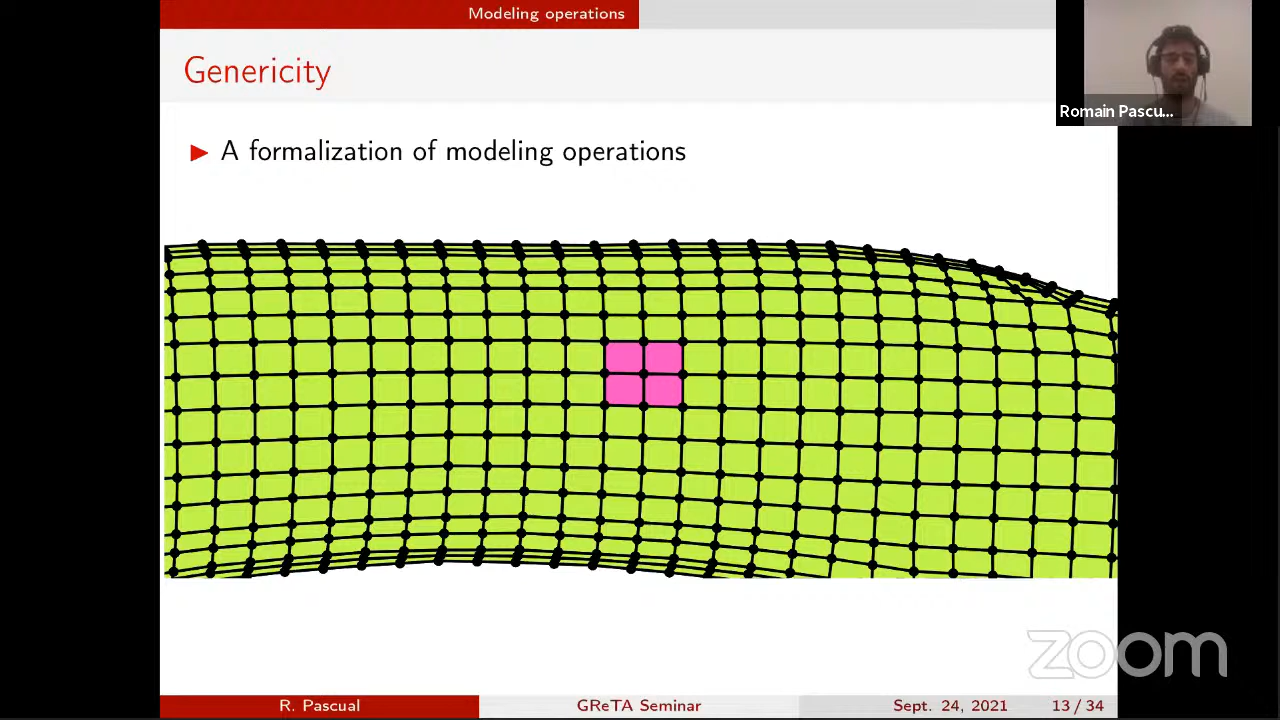 Modeling operations
Genericity
Romain Pascu...
▶ A formalization of modeling operations
zoom
R. Pascual
GReTA Seminar
Sept. 24, 2021
13 / 34